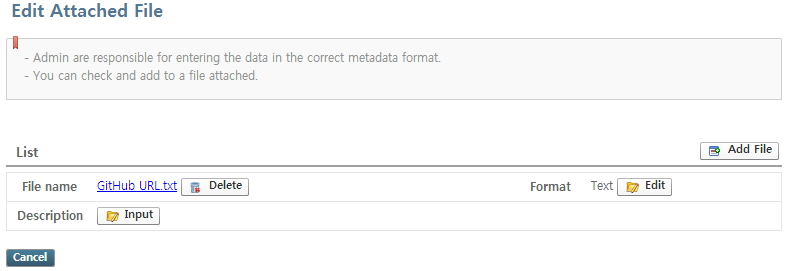 Edit Attached File
- Admin are responsible for entering the data in the correct metadata format.
- You can check and add to a file attached.
List
Add File
File name GitHub URL.txt Delete Format Text Edit
Description Input
Cancel